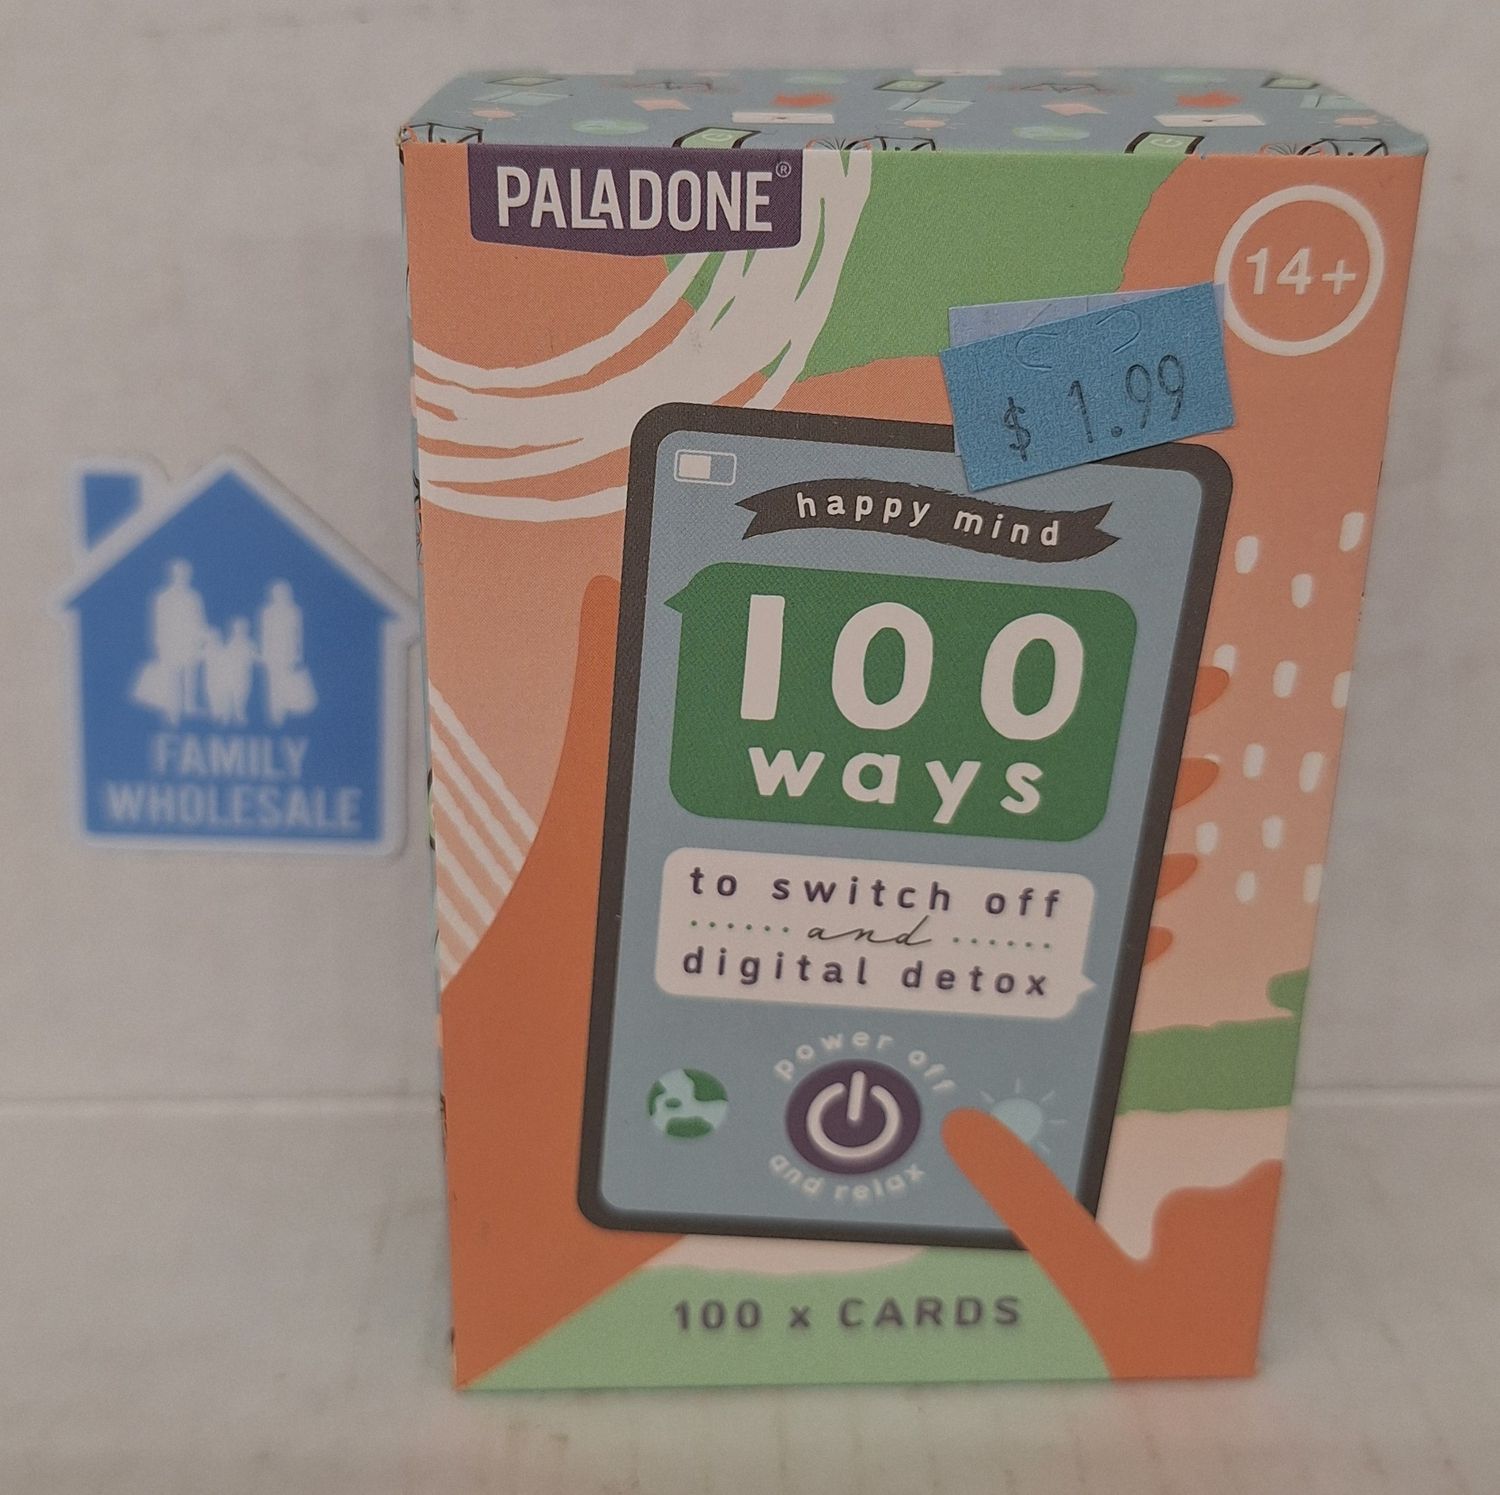 PALADONE®
14+
$ 1.99
happy mind
100
ways
to switch off
and
digital detox
power off
and relax
100 x CARDS
FAMILY
WHOLESALE